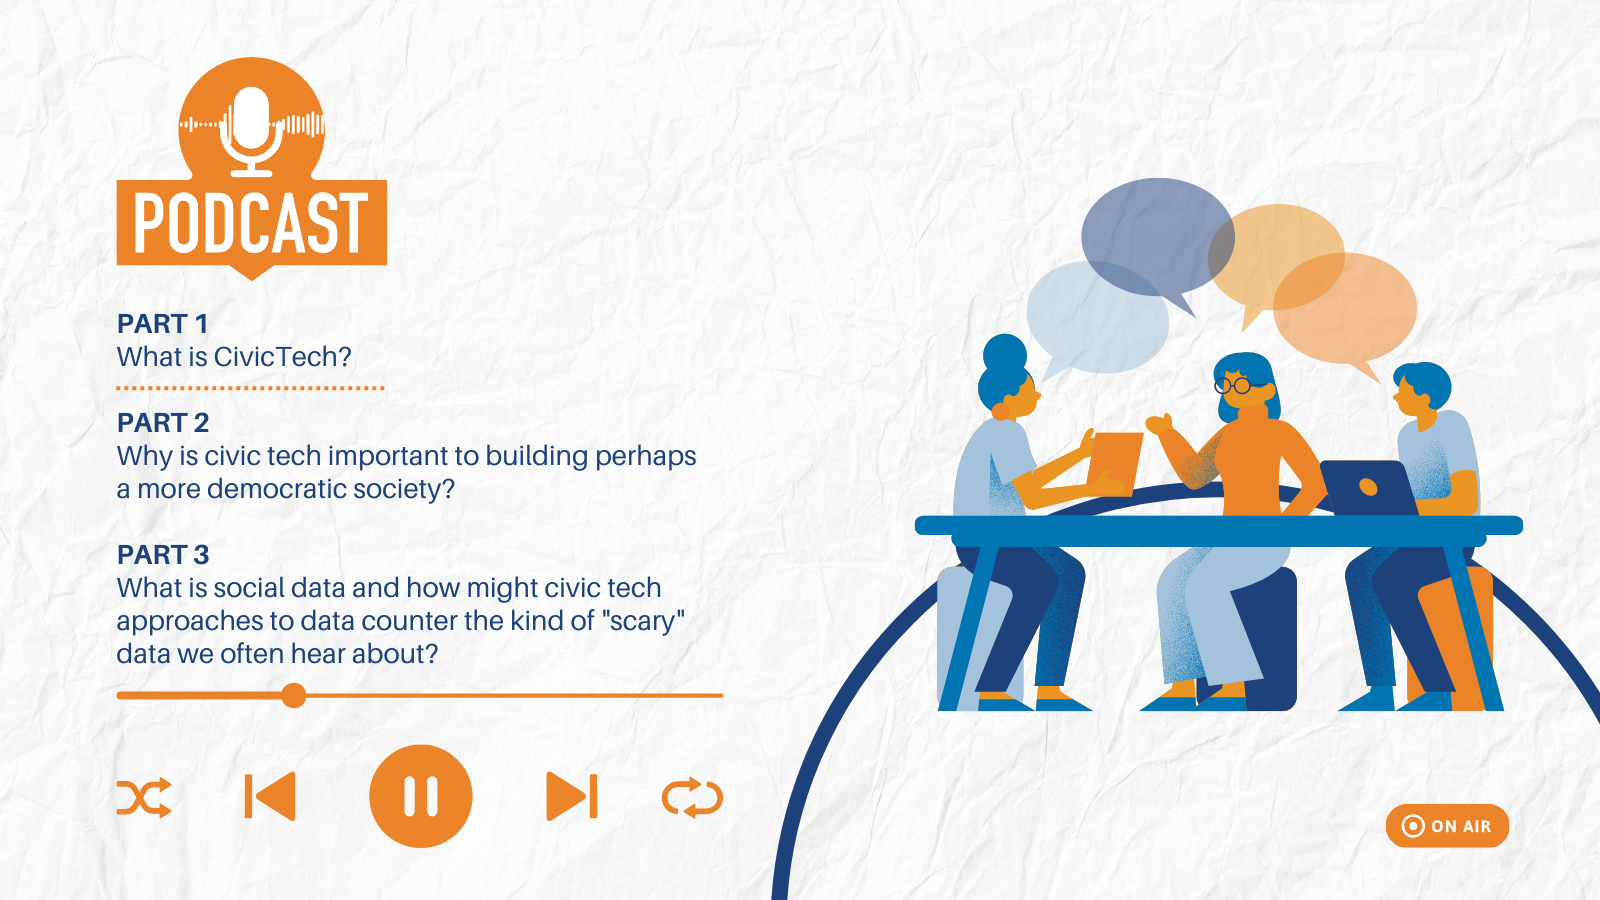 PODCAST
PART 1
What is CivicTech?
PART 2
Why is civic tech important to building perhaps
a more democratic society?
PART 3
What is social data and how might civic tech
approaches to data counter the kind of "scary"
data we often hear about?
ON AIR